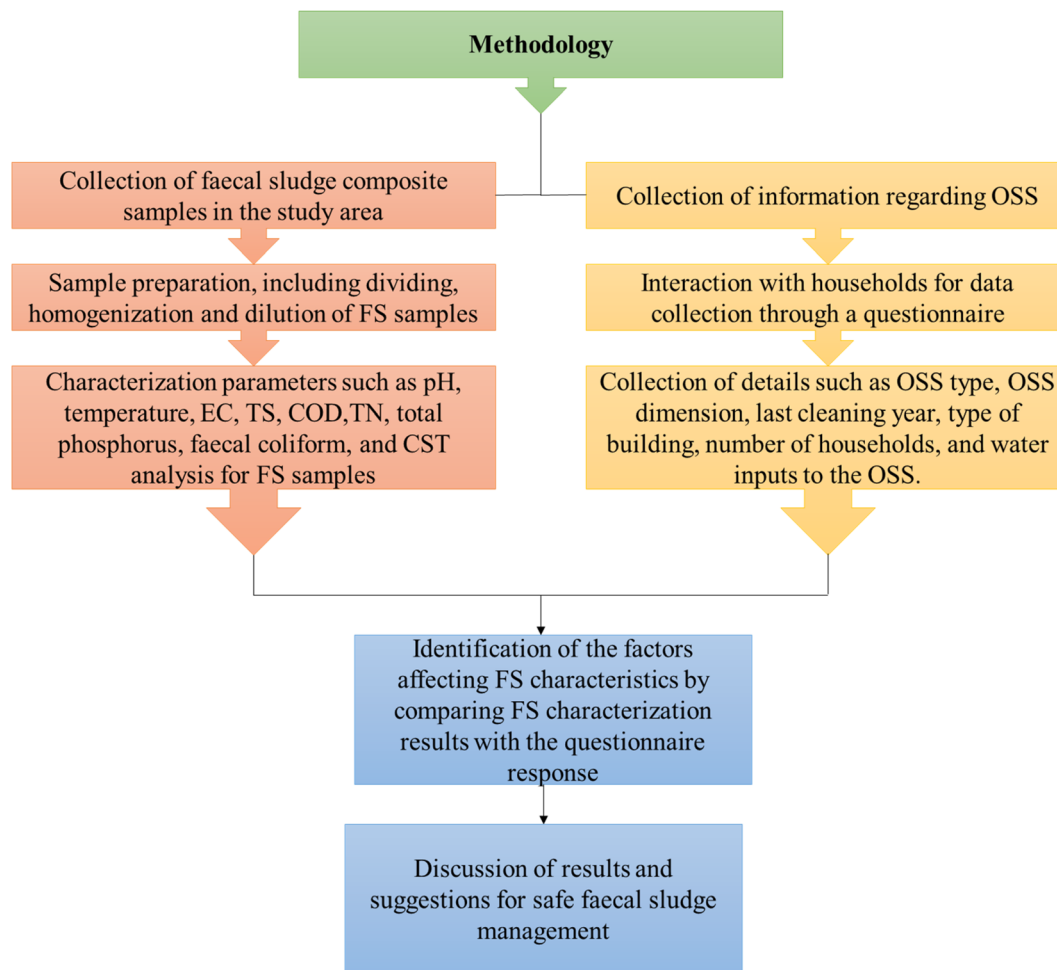 Methodology
Collection of faecal sludge composite
samples in the study area
Collection of information regarding OSS
Sample preparation, including dividing,
homogenization and dilution of FS samples
Interaction with households for data
collection through a questionnaire
Characterization parameters such as pH,
temperature, EC, TS, COD,TN, total
phosphorus, faecal coliform, and CST
analysis for FS samples
Collection of details such as OSS type, OSS
dimension, last cleaning year, type of
building, number of households, and water
inputs to the OSS.
Identification of the factors
affecting FS characteristics by
comparing FS characterization
results with the questionnaire
response
Discussion of results and
suggestions for safe faecal sludge
management